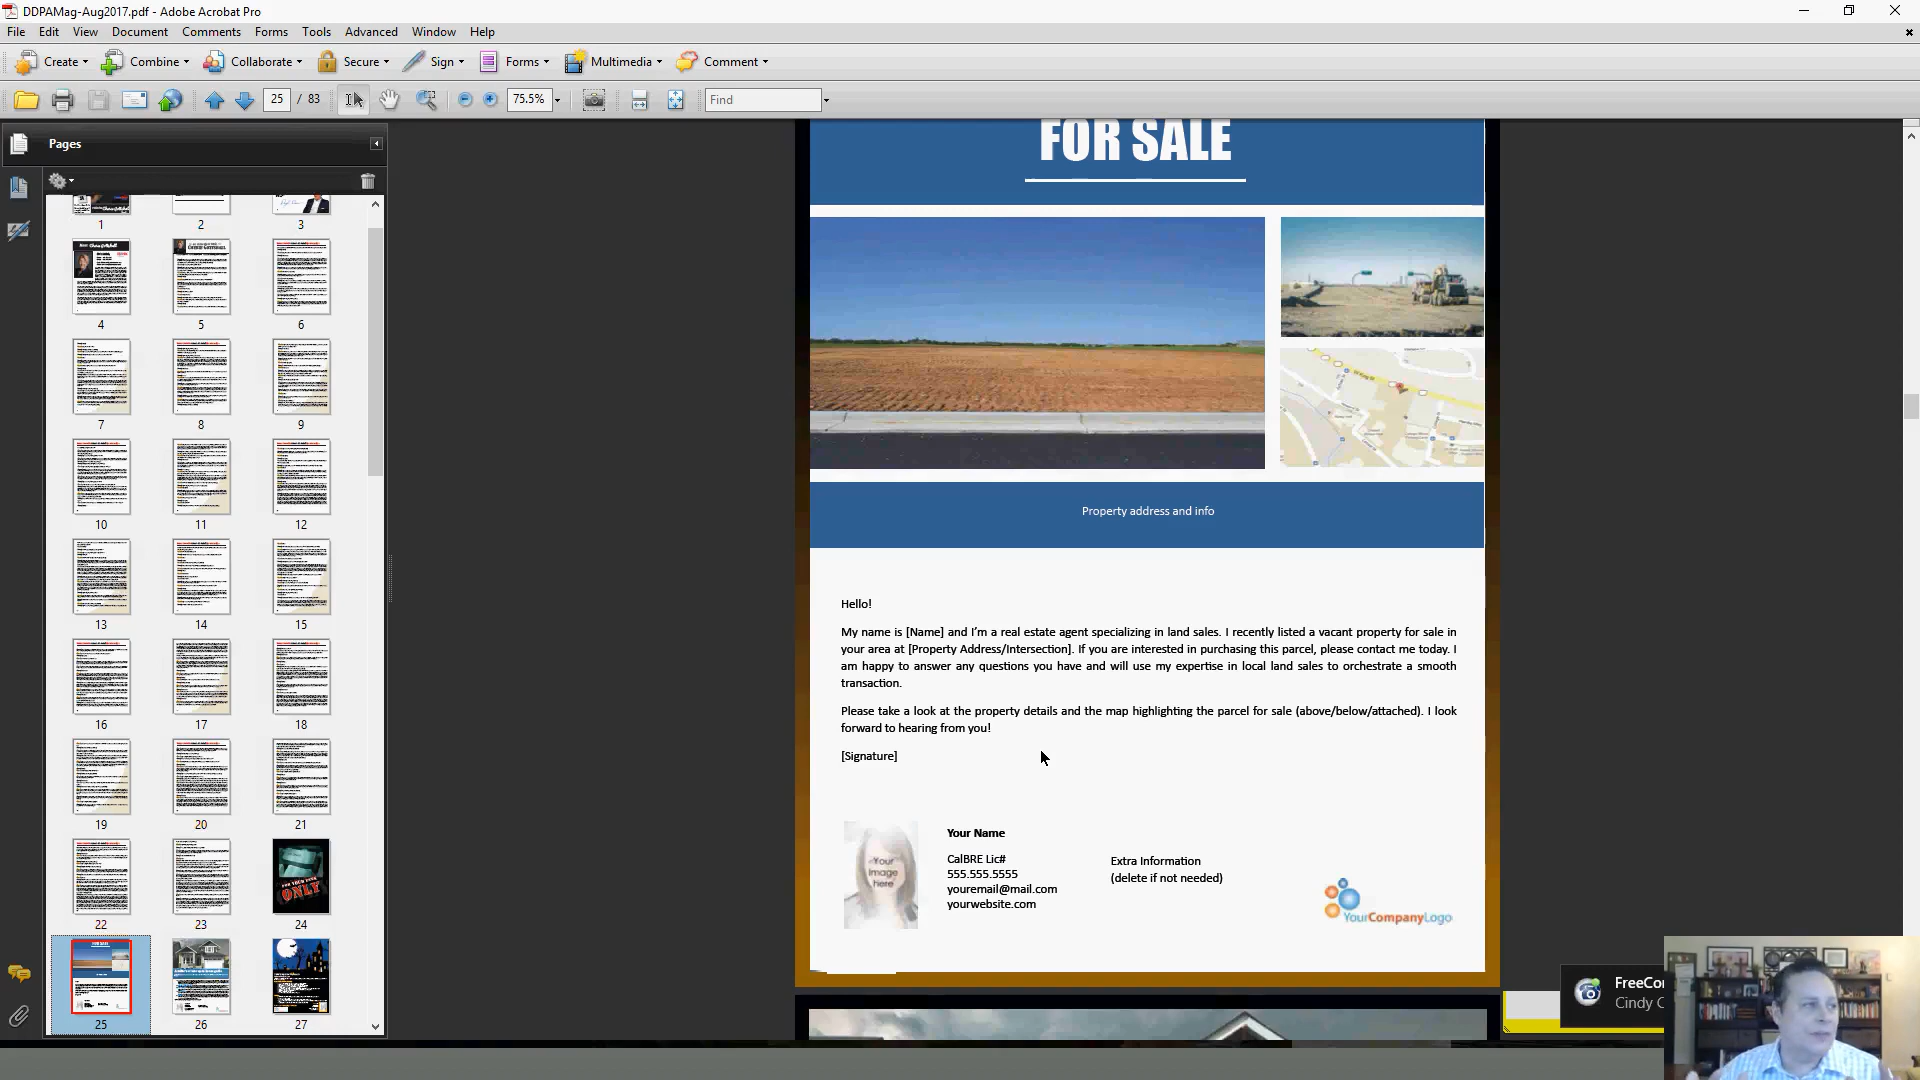 DDPAMag-Aug2017.pdf - Adobe Acrobat Pro
File Edit View Document Comments Forms Tools Advanced Window Help
Create Combine Collaborate Secure Sign Forms Multimedia Comment
25 / 83 75.5% Find
Pages
1 2 3
4 5 6
7 8 9
10 11 12
13 14 15
16 17 18
19 20 21
22 23 24
25 26 27
FOR SALE
Property address and info
Hello!
My name is [Name] and I'm a real estate agent specializing in land sales. I recently listed a vacant property for sale in
your area at [Property Address/Intersection]. If you are interested in purchasing this parcel, please contact me today. I
am happy to answer any questions you have and will use my expertise in local land sales to orchestrate a smooth
transaction.
Please take a look at the property details and the map highlighting the parcel for sale (above/below/attached). I look
forward to hearing from you!
[Signature]
Your Image Here
Your Name
CalBRE Lic#
555.555.5555
youremail@mail.com
yourwebsite.com
Extra Information
(delete if not needed)
YourCompanyLogo
FreeCo
Cindy C